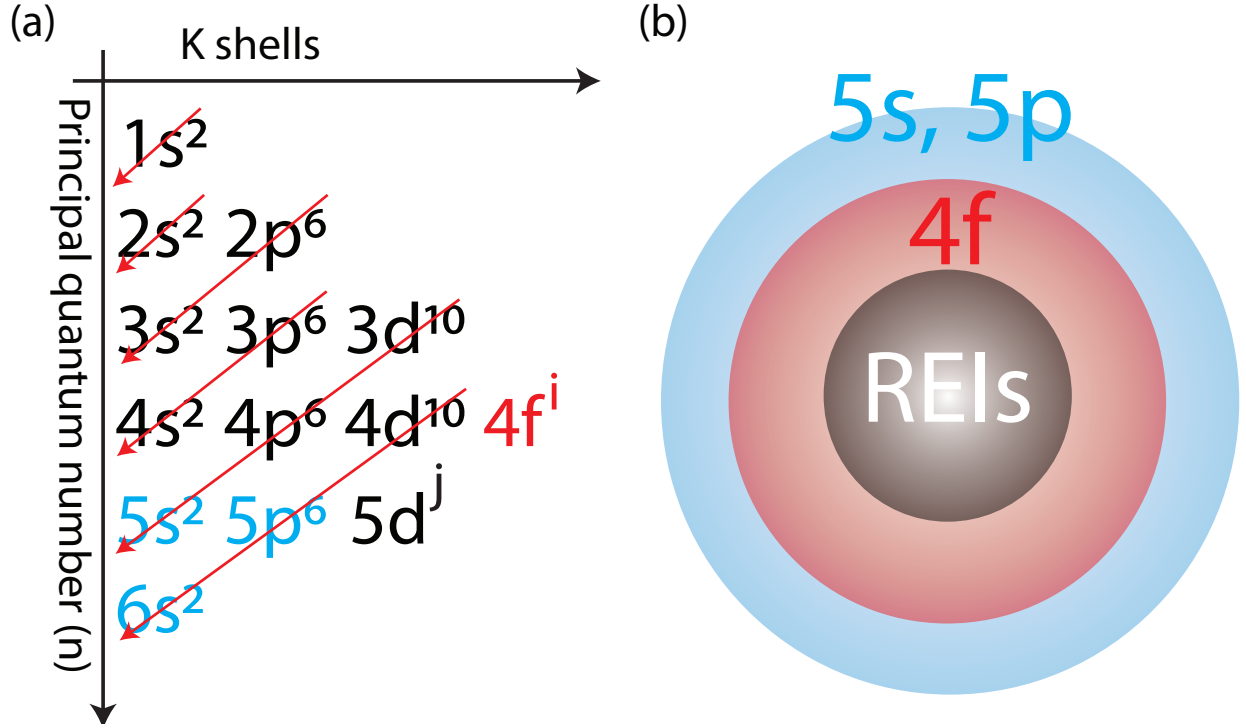 (a)
K shells
Principal quantum number (n)
1s²
2s² 2p⁶
3s² 3p⁶ 3d¹⁰
4s² 4p⁶ 4d¹⁰ 4fⁱ
5s² 5p⁶ 5dʲ
6s²
(b)
5s, 5p
4f
REIs